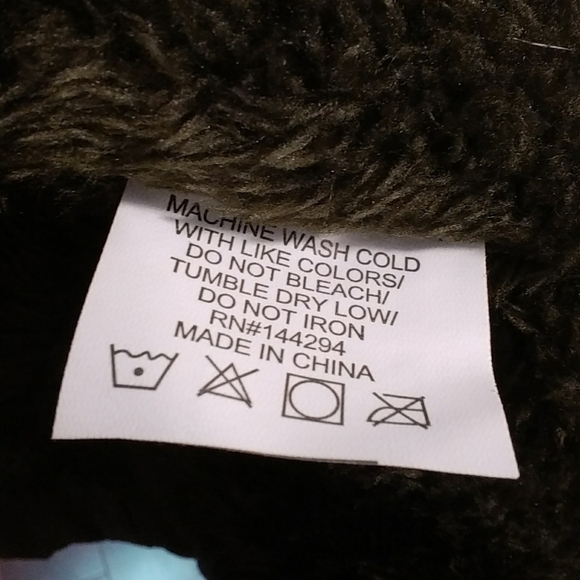 MACHINE WASH COLD
WITH LIKE COLORS/
DO NOT BLEACH/
TUMBLE DRY LOW/
DO NOT IRON
RN#144294
MADE IN CHINA